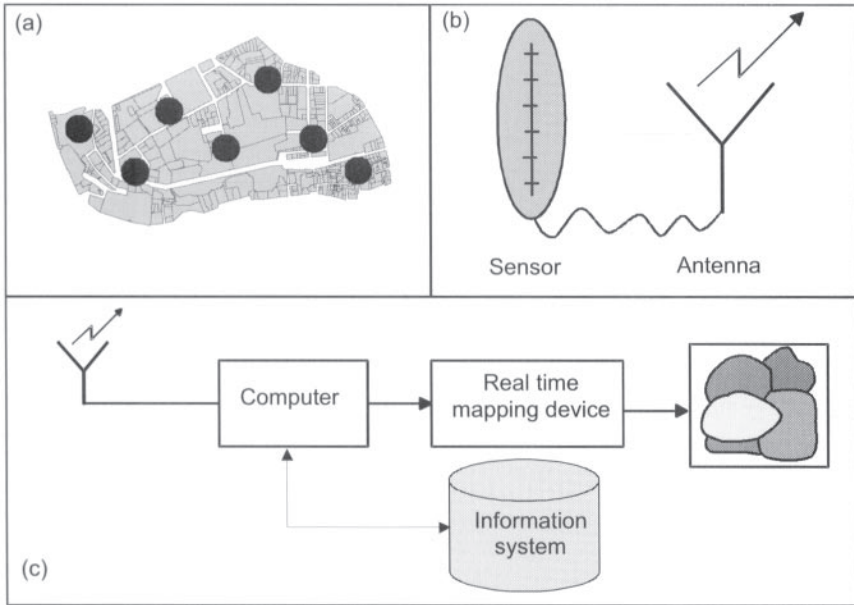 (a)
(b)
Sensor
Antenna
Computer
Real time
mapping device
Information
system
(c)